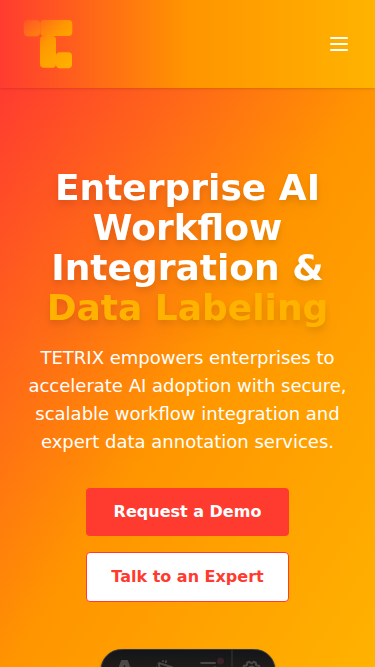 Enterprise AI
Workflow
Integration &
Data Labeling
TETRIX empowers enterprises to
accelerate AI adoption with secure,
scalable workflow integration and
expert data annotation services.
Request a Demo
Talk to an Expert